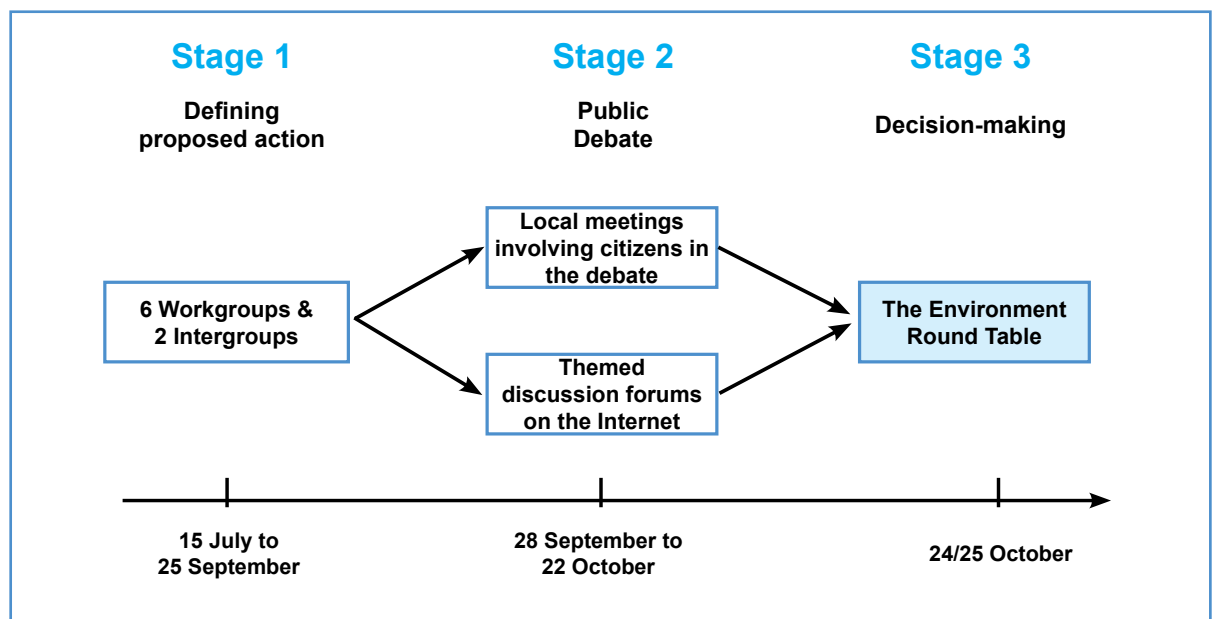 Stage 1
Stage 2
Stage 3
Defining
proposed action
Public
Debate
Decision-making
6 Workgroups &
2 Intergroups
Local meetings
involving citizens in
the debate
Themed
discussion forums
on the Internet
The Environment
Round Table
15 July to
25 September
28 September to
22 October
24/25 October